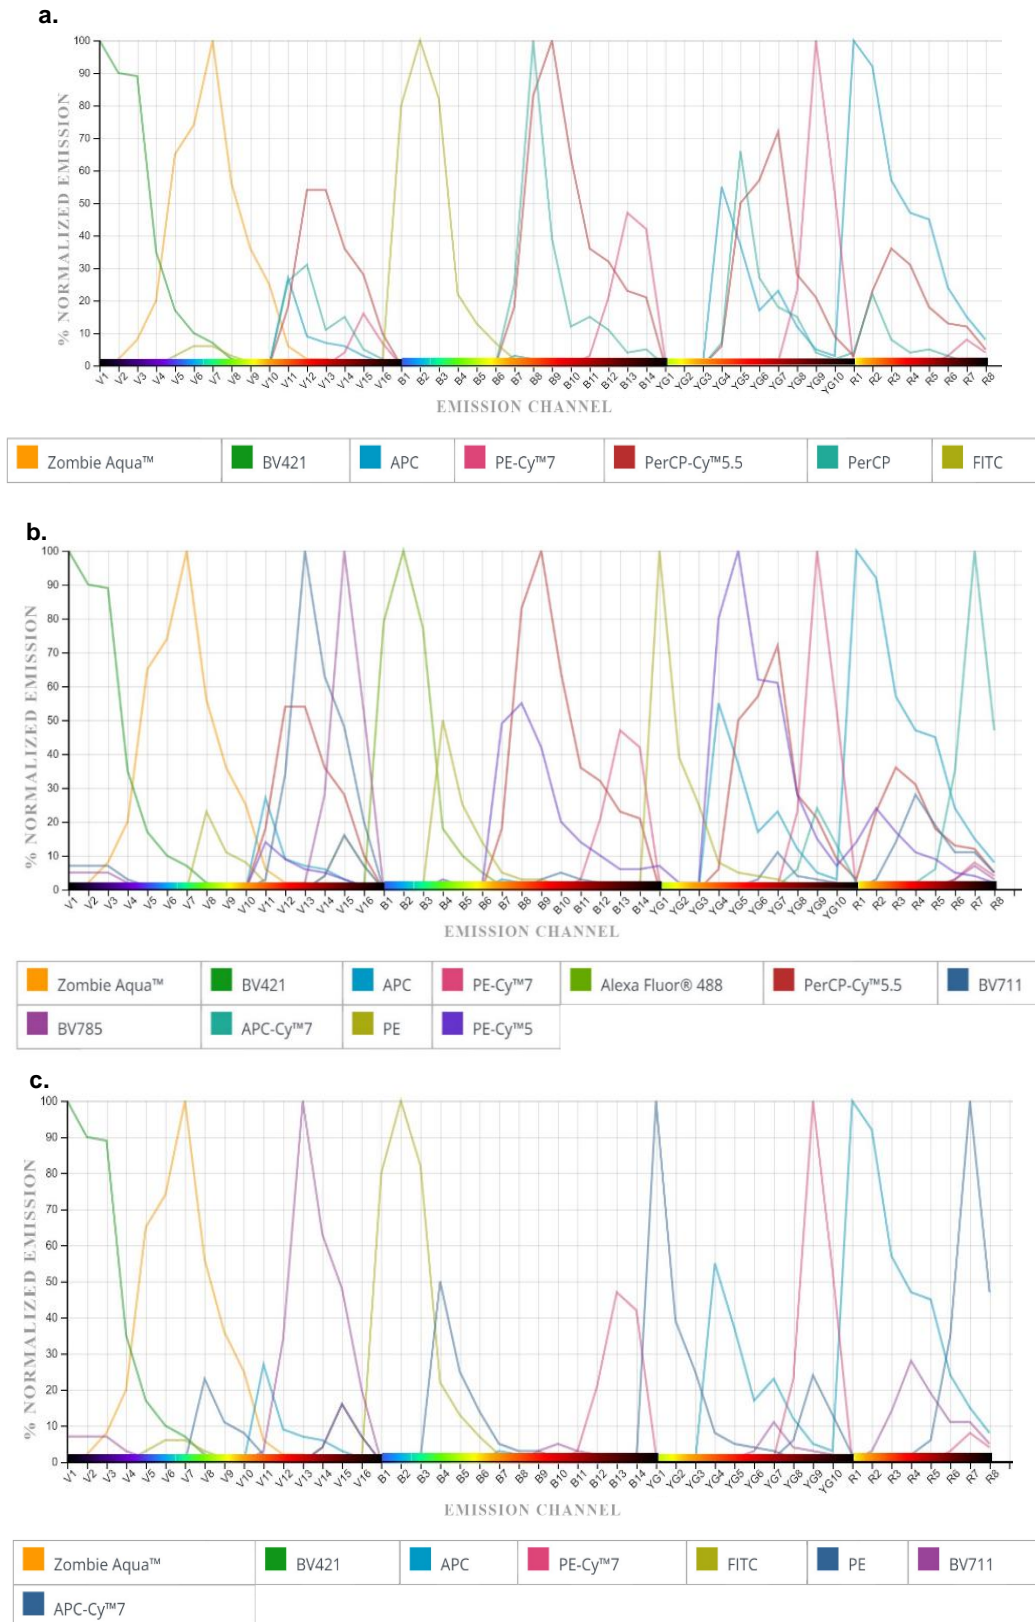 a.
100
90
80
70
60
50
40
30
20
10
0
% NORMALIZED EMISSION
V1 V2 V3 V4 V5 V6 V7 V8 V9 V10 V11 V12 V13 V14 V15 V16 B1 B2 B3 B4 B5 B6 B7 B8 B9 B10 B11 B12 B13 B14 YG1 YG2 YG3 YG4 YG5 YG6 YG7 YG8 YG9 YG10 R1 R2 R3 R4 R5 R6 R7 R8
EMISSION CHANNEL
Zombie Aqua™ BV421 APC PE-Cy™7 PerCP-Cy™5.5 PerCP FITC
b.
100
90
80
70
60
50
40
30
20
10
0
% NORMALIZED EMISSION
V1 V2 V3 V4 V5 V6 V7 V8 V9 V10 V11 V12 V13 V14 V15 V16 B1 B2 B3 B4 B5 B6 B7 B8 B9 B10 B11 B12 B13 B14 YG1 YG2 YG3 YG4 YG5 YG6 YG7 YG8 YG9 YG10 R1 R2 R3 R4 R5 R6 R7 R8
EMISSION CHANNEL
Zombie Aqua™ BV421 APC PE-Cy™7 Alexa Fluor® 488 PerCP-Cy™5.5 BV711
BV785 APC-Cy™7 PE PE-Cy™5
c.
100
90
80
70
60
50
40
30
20
10
0
% NORMALIZED EMISSION
V1 V2 V3 V4 V5 V6 V7 V8 V9 V10 V11 V12 V13 V14 V15 V16 B1 B2 B3 B4 B5 B6 B7 B8 B9 B10 B11 B12 B13 B14 YG1 YG2 YG3 YG4 YG5 YG6 YG7 YG8 YG9 YG10 R1 R2 R3 R4 R5 R6 R7 R8
EMISSION CHANNEL
Zombie Aqua™ BV421 APC PE-Cy™7 FITC PE BV711
APC-Cy™7